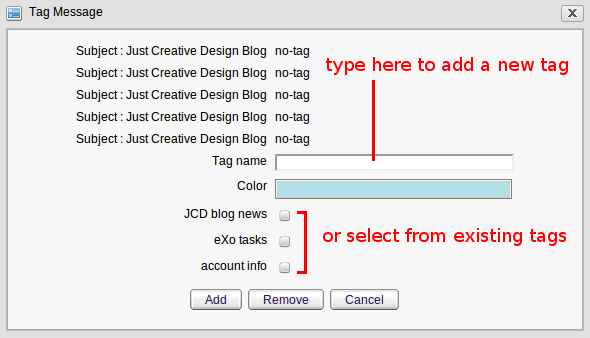 Tag Message
Subject : Just Creative Design Blog no-tag
Subject : Just Creative Design Blog no-tag
Subject : Just Creative Design Blog no-tag
Subject : Just Creative Design Blog no-tag
Subject : Just Creative Design Blog no-tag
type here to add a new tag
Tag name
Color
JCD blog news
eXo tasks
account info
or select from existing tags
Add Remove Cancel